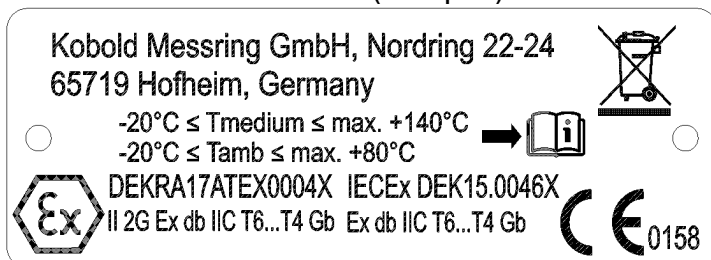 Kobold Messring GmbH, Nordring 22-24
65719 Hofheim, Germany
-20°C ≤ Tmedium ≤ max. +140°C
-20°C ≤ Tamb ≤ max. +80°C
i
DEKRA17ATEX0004X IECEx DEK15.0046X
Ex II 2G Ex db IIC T6...T4 Gb Ex db IIC T6...T4 Gb CE 0158